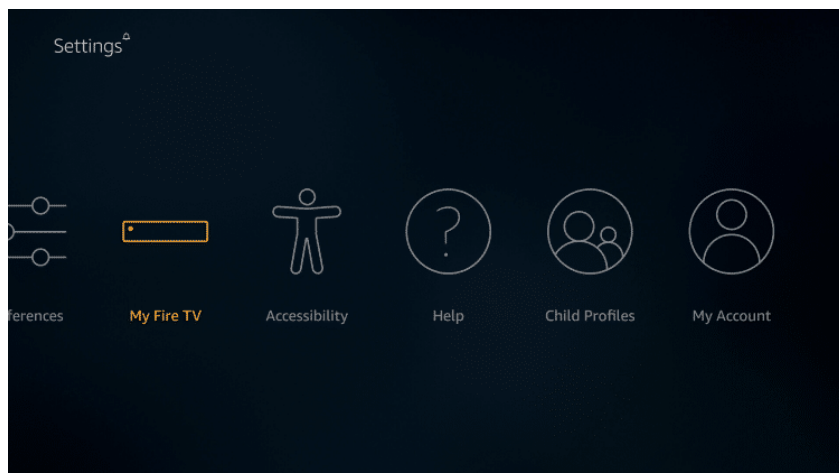 Settings
ferences
My Fire TV
Accessibility
Help
Child Profiles
My Account